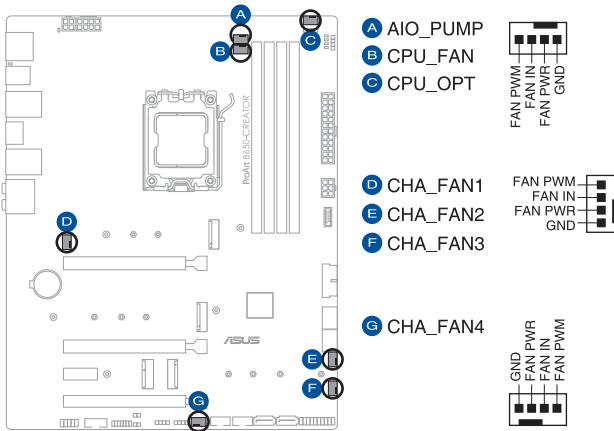 A AIO_PUMP
B CPU_FAN
C CPU_OPT
FAN PWM
FAN IN
FAN PWR
GND
D CHA_FAN1
E CHA_FAN2
F CHA_FAN3
FAN PWM
FAN IN
FAN PWR
GND
G CHA_FAN4
GND
FAN PWR
FAN IN
FAN PWM
A
B
C
ProArt B650-CREATOR
D
ASUS
E
F
G